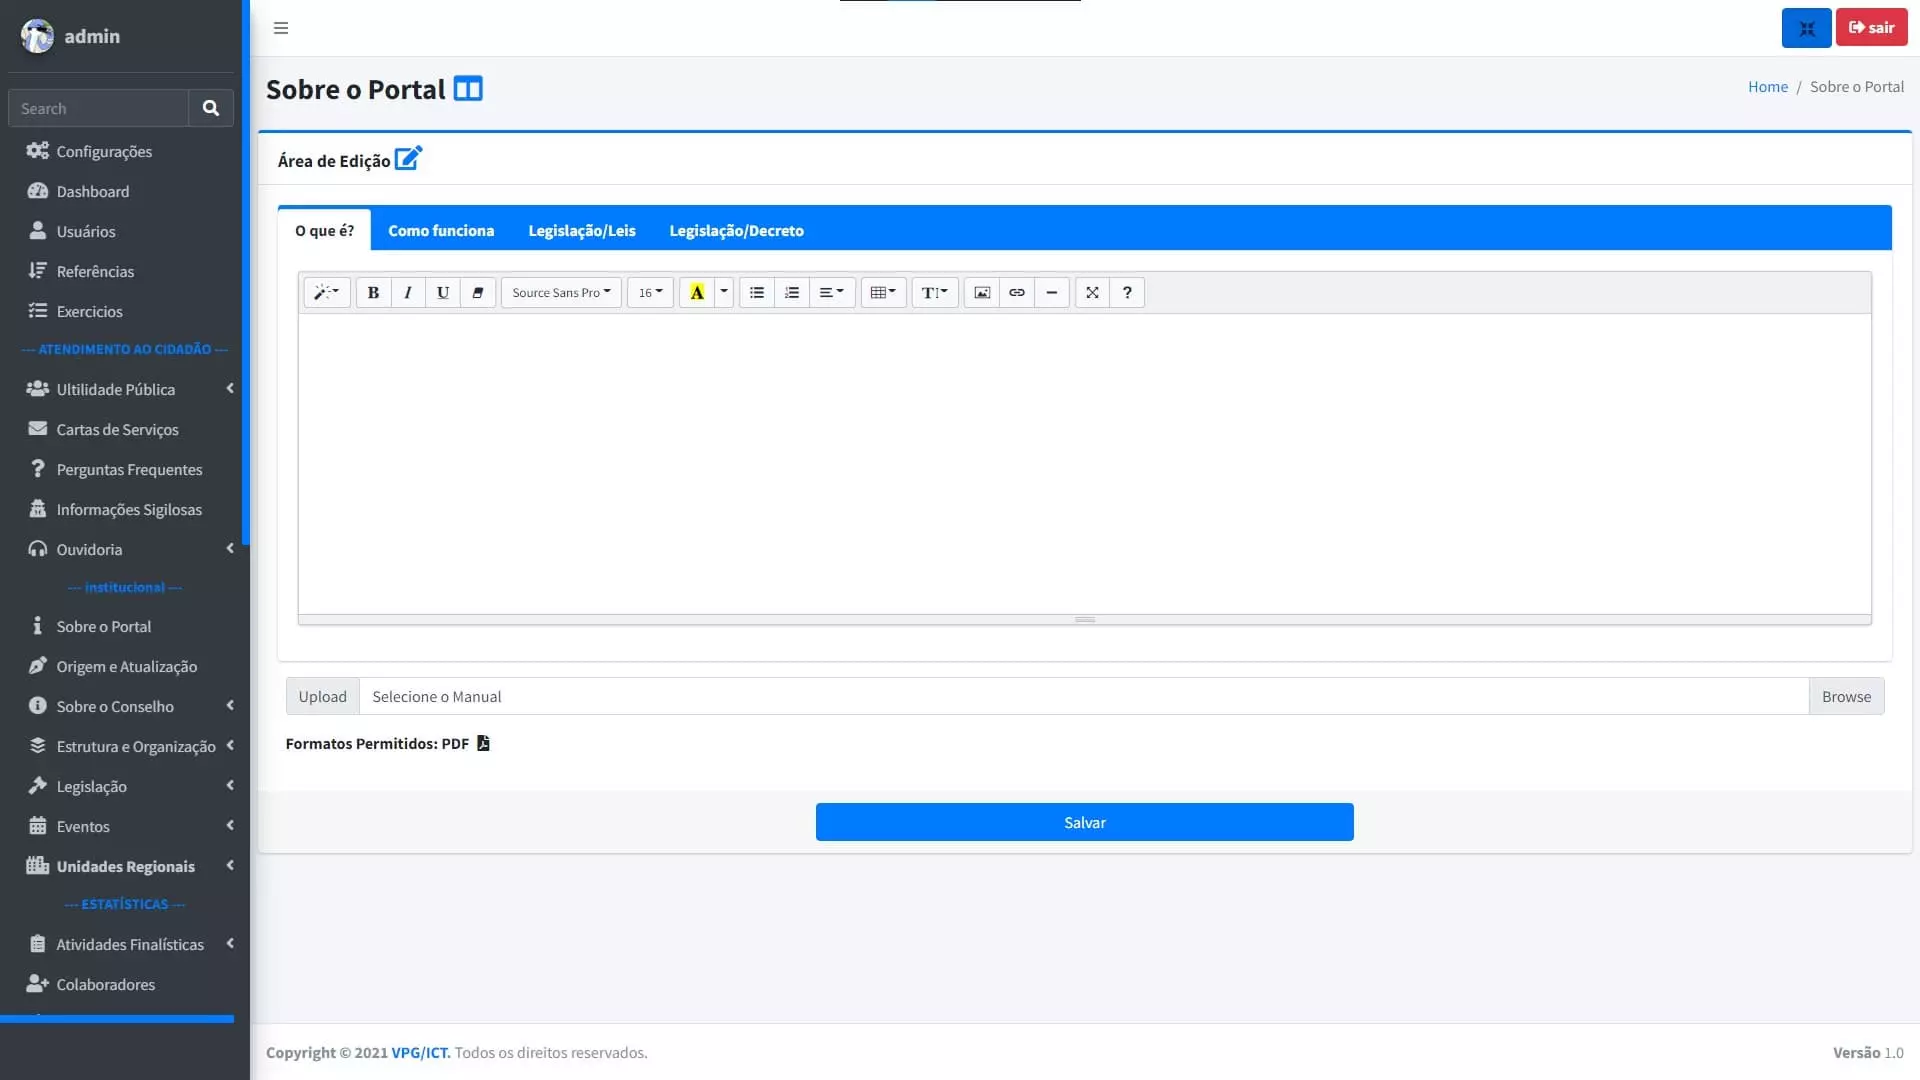 admin
sair
Sobre o Portal
Home / Sobre o Portal
Search
Configurações
Dashboard
Usuários
Referências
Exercicios
--- ATENDIMENTO AO CIDADÃO ---
Ultilidade Pública
Cartas de Serviços
Perguntas Frequentes
Informações Sigilosas
Ouvidoria
--- institucional ---
Sobre o Portal
Origem e Atualização
Sobre o Conselho
Estrutura e Organização
Legislação
Eventos
Unidades Regionais
--- ESTATÍSTICAS ---
Atividades Finalísticas
Colaboradores
Área de Edição
O que é? Como funciona Legislação/Leis Legislação/Decreto
B I U Source Sans Pro 16 A T ?
Upload Selecione o Manual Browse
Formatos Permitidos: PDF
Salvar
Copyright © 2021 VPG/ICT. Todos os direitos reservados.
Versão 1.0